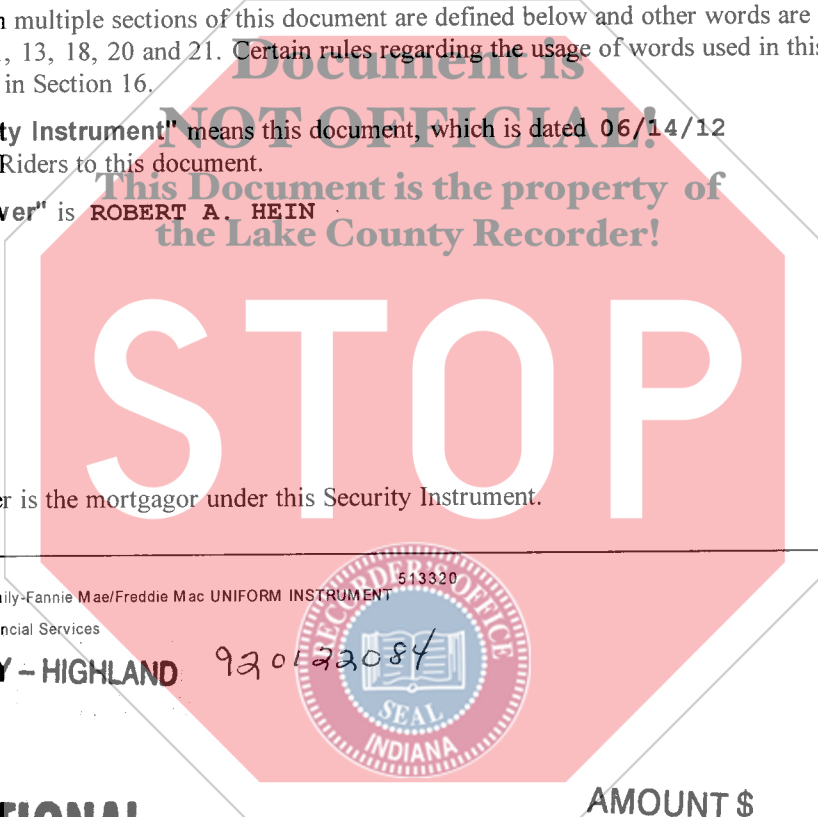 multiple sections of this document are defined below and other words are
, 13, 18, 20 and 21. Certain rules regarding the usage of words used in this
in Section 16.
Document is
NOT OFFICIAL!
This Document is the property of
the Lake County Recorder!
ty Instrument" means this document, which is dated 06/14/12
Riders to this document.
ver" is ROBERT A. HEIN
STOP
er is the mortgagor under this Security Instrument.
513320
ily-Fannie Mae/Freddie Mac UNIFORM INSTRUMENT
ncial Services
Y – HIGHLAND 920122084
RECORDER'S OFFICE
SEAL
INDIANA
TIONAL
AMOUNT $